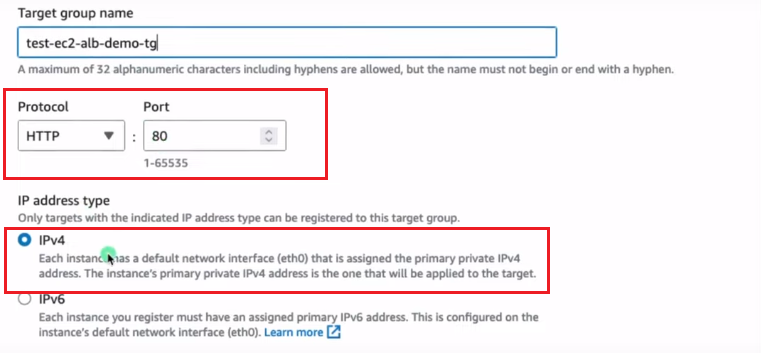 Target group name
test-ec2-alb-demo-tg
A maximum of 32 alphanumeric characters including hyphens are allowed, but the name must not begin or end with a hyphen.
Protocol Port
HTTP : 80
1-65535
IP address type
Only targets with the indicated IP address type can be registered to this target group.
IPv4
Each instance has a default network interface (eth0) that is assigned the primary private IPv4
address. The instance's primary private IPv4 address is the one that will be applied to the target.
IPv6
Each instance you register must have an assigned primary IPv6 address. This is configured on the
instance's default network interface (eth0). Learn more